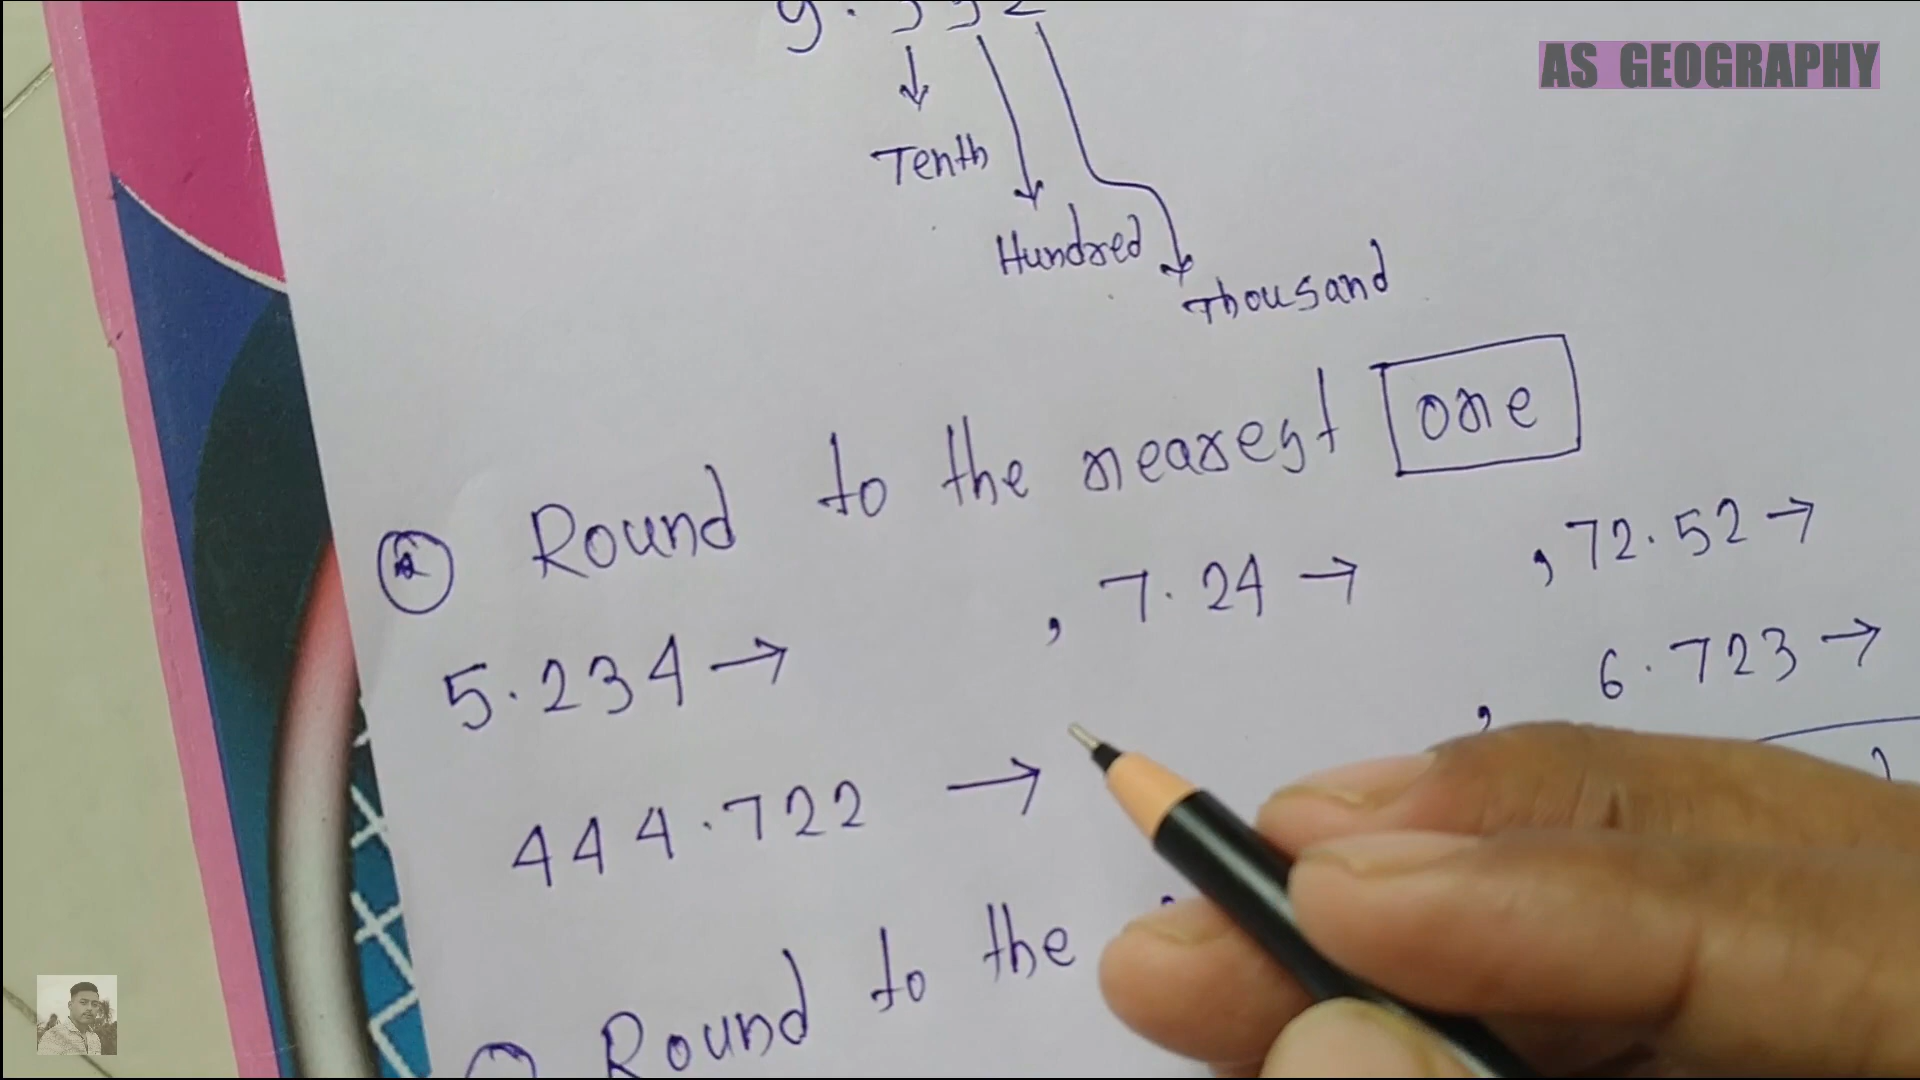 AS GEOGRAPHY
Tenth
Hundred
Thousand
Round to the nearest one
5.234 → , 7.24 → , 72.52 →
444.722 → , 6.723 →
Round to the